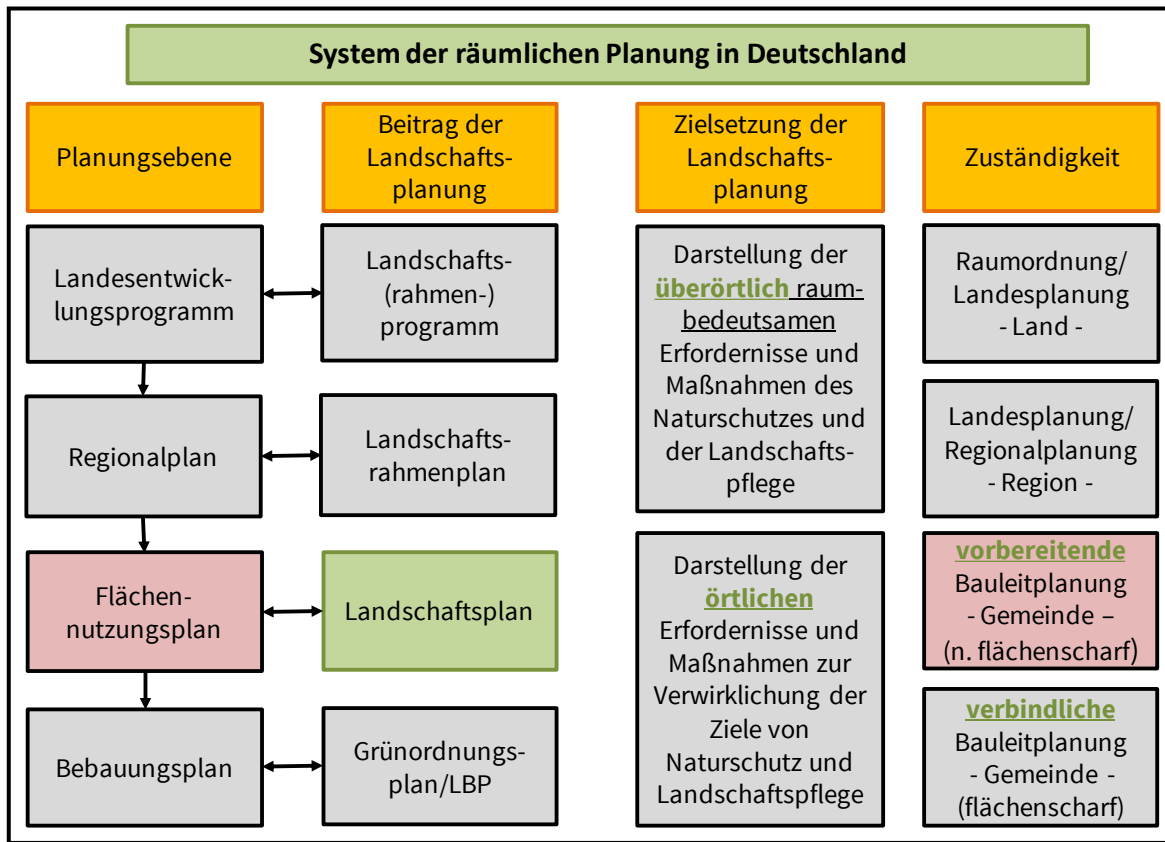 System der räumlichen Planung in Deutschland
Planungsebene
Beitrag der
Landschafts-
planung
Zielsetzung der
Landschafts-
planung
Zuständigkeit
Landesentwick-
lungsprogramm
Landschafts-
(rahmen-)
programm
Darstellung der
überörtlich raum-
bedeutsamen
Erfordernisse und
Maßnahmen des
Naturschutzes und
der Landschafts-
pflege
Raumordnung/
Landesplanung
- Land -
Regionalplan
Landschafts-
rahmenplan
Landesplanung/
Regionalplanung
- Region -
Flächen-
nutzungsplan
Landschaftsplan
Darstellung der
örtlichen
Erfordernisse und
Maßnahmen zur
Verwirklichung der
Ziele von
Naturschutz und
Landschaftspflege
vorbereitende
Bauleitplanung
- Gemeinde –
(n. flächenscharf)
Bebauungsplan
Grünordnungs-
plan/LBP
verbindliche
Bauleitplanung
- Gemeinde -
(flächenscharf)